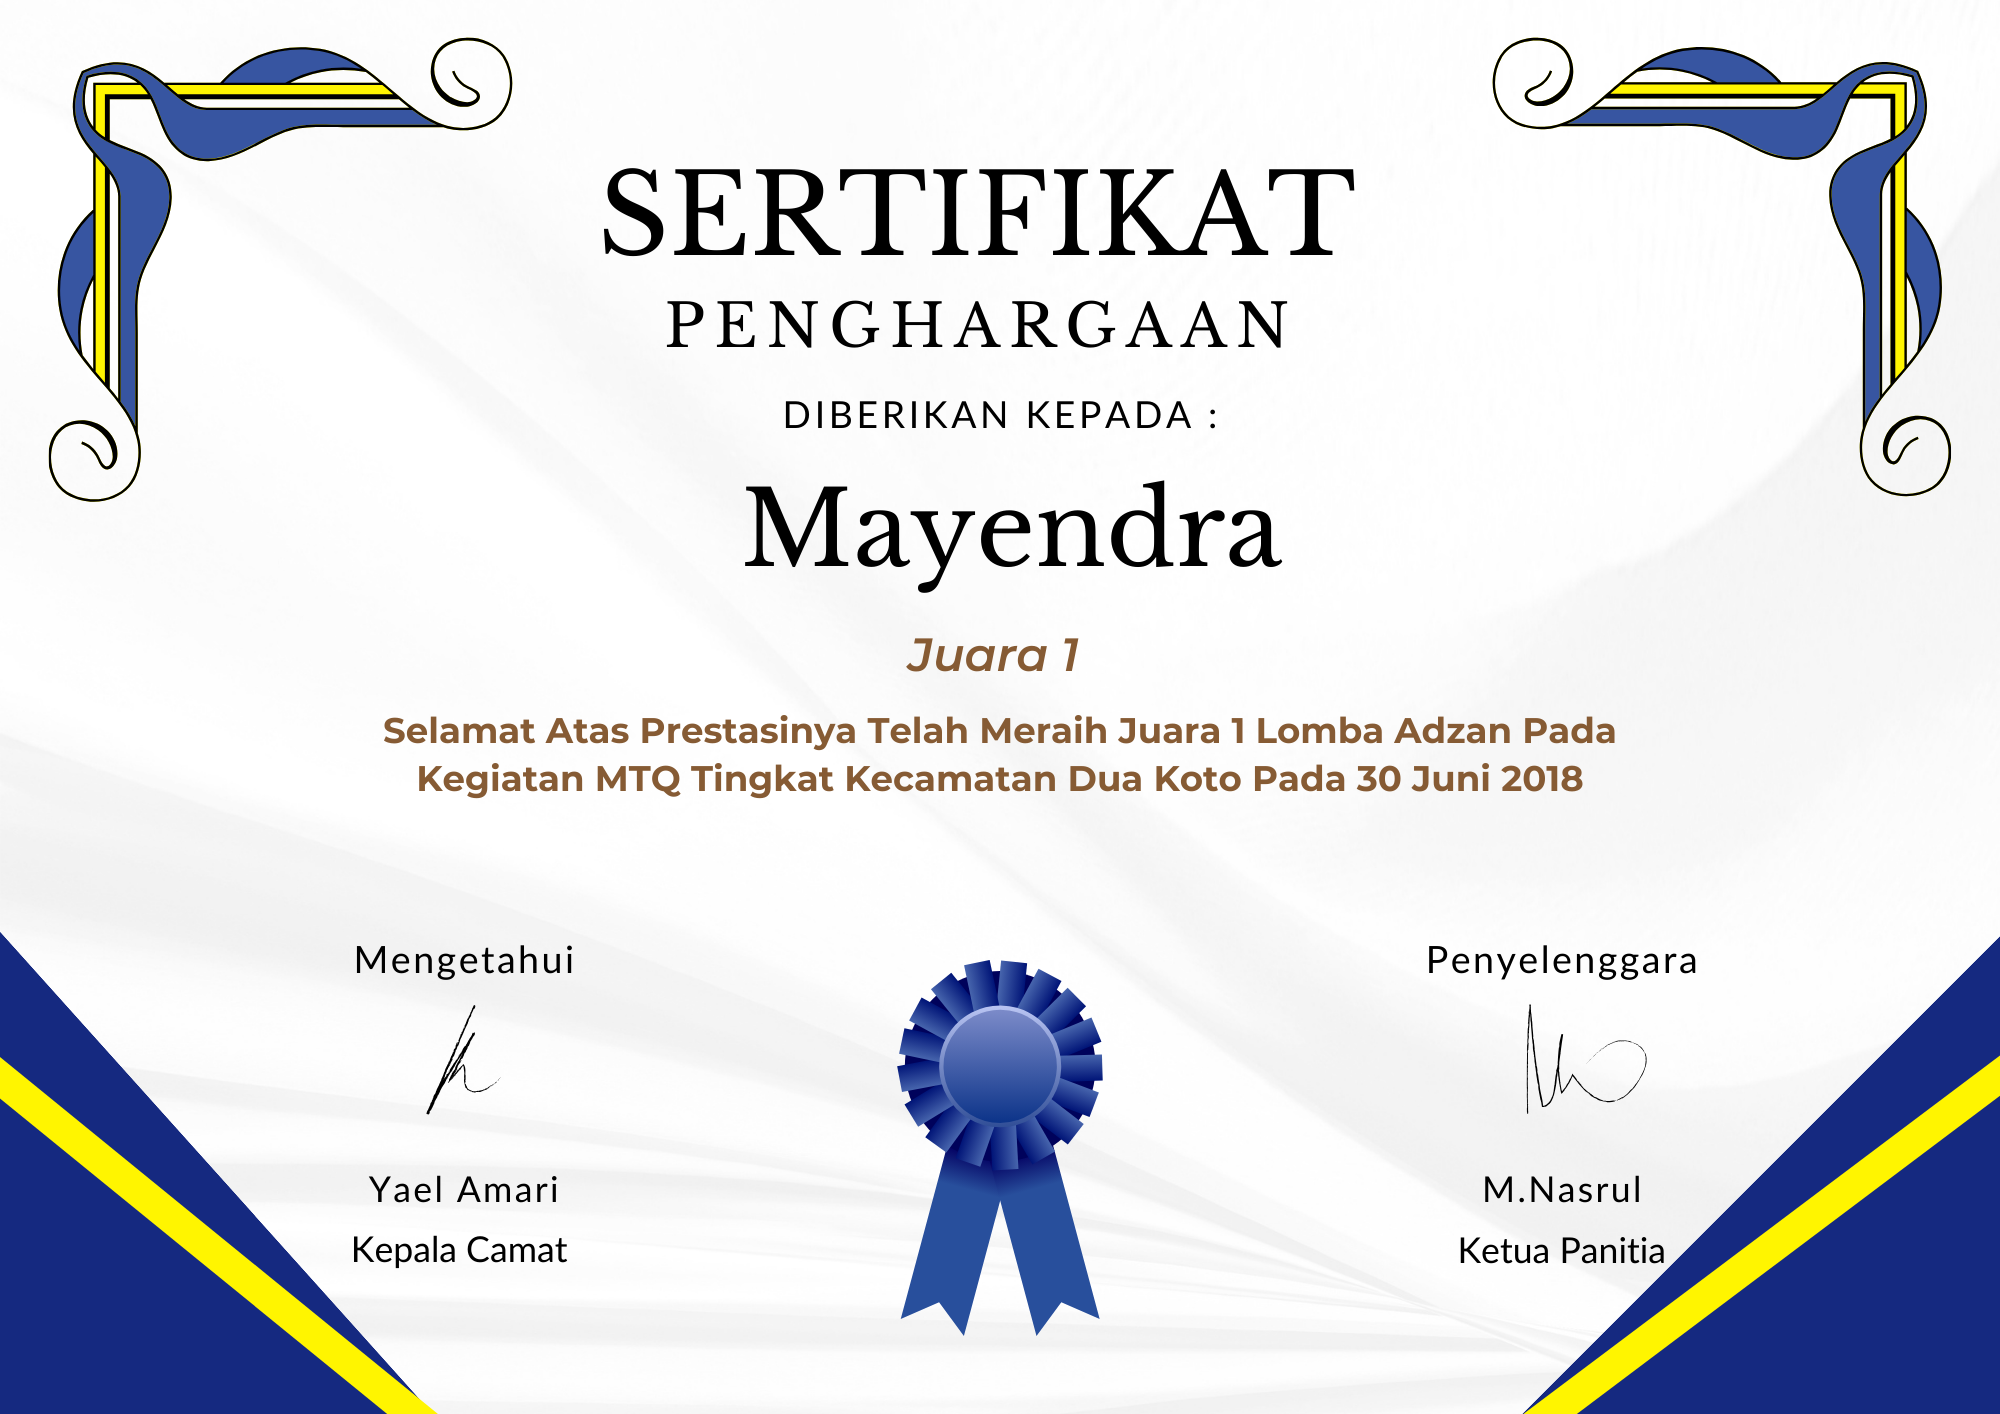 SERTIFIKAT
PENGHARGAAN
DIBERIKAN KEPADA :
Mayendra
Juara 1
Selamat Atas Prestasinya Telah Meraih Juara 1 Lomba Adzan Pada
Kegiatan MTQ Tingkat Kecamatan Dua Koto Pada 30 Juni 2018
Mengetahui
Yael Amari
Kepala Camat
Penyelenggara
M.Nasrul
Ketua Panitia